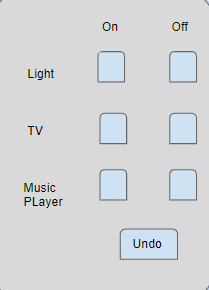 On Off
Light
TV
Music
PLayer
Undo